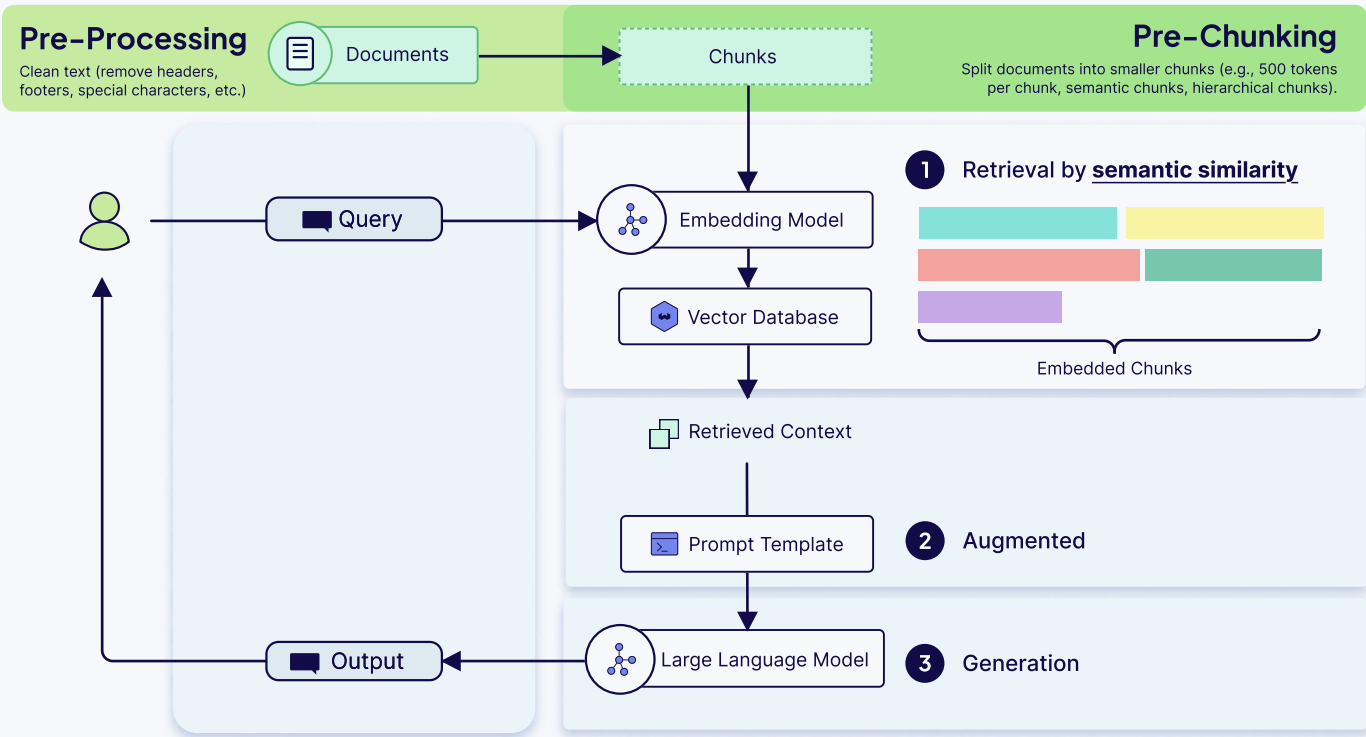 Pre-Processing
Clean text (remove headers,
footers, special characters, etc.)
Documents
Chunks
Pre-Chunking
Split documents into smaller chunks (e.g., 500 tokens
per chunk, semantic chunks, hierarchical chunks).
Query
Embedding Model
Vector Database
1 Retrieval by semantic similarity
Embedded Chunks
Retrieved Context
Prompt Template
2 Augmented
Output
Large Language Model
3 Generation